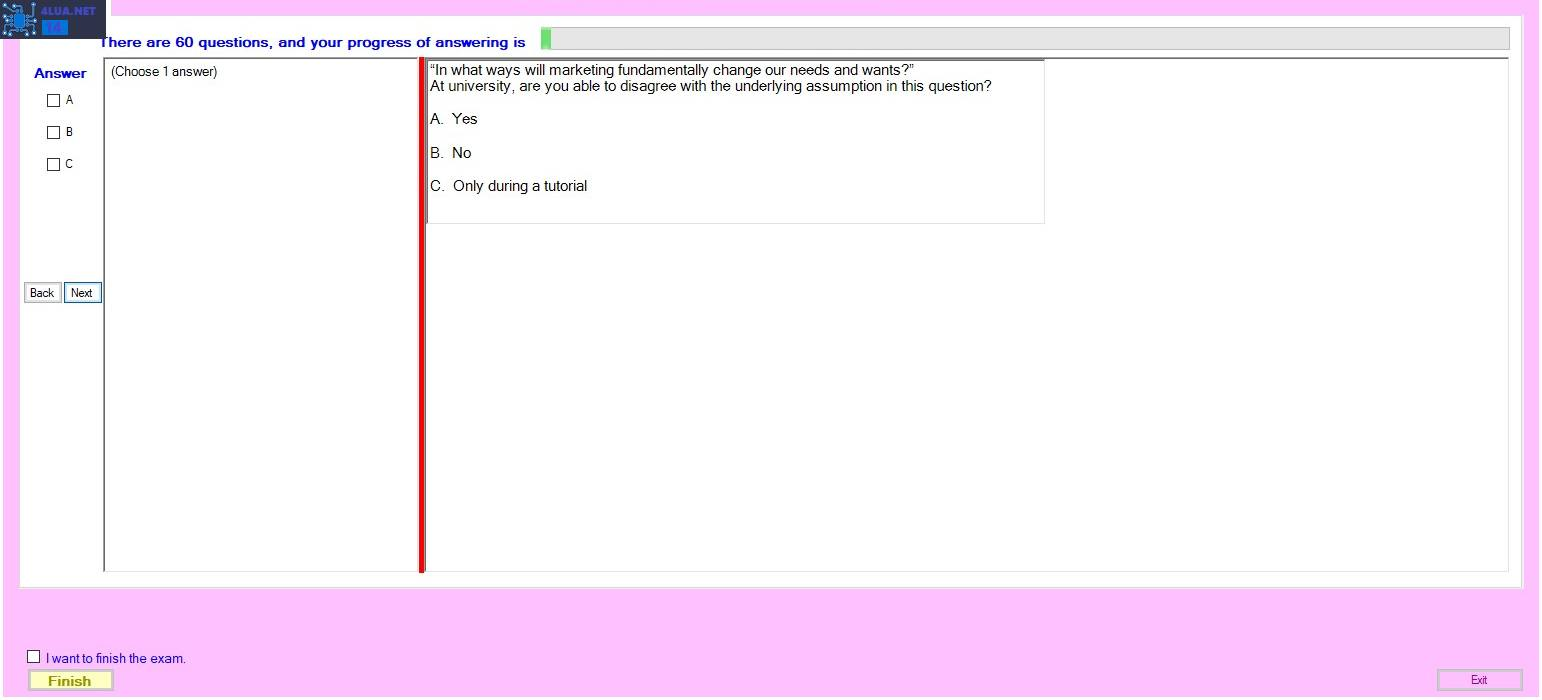 4LUA.NET
14
There are 60 questions, and your progress of answering is
Answer
A
B
C
Back
Next
(Choose 1 answer)
“In what ways will marketing fundamentally change our needs and wants?”
At university, are you able to disagree with the underlying assumption in this question?
A. Yes
B. No
C. Only during a tutorial
I want to finish the exam.
Finish
Exit